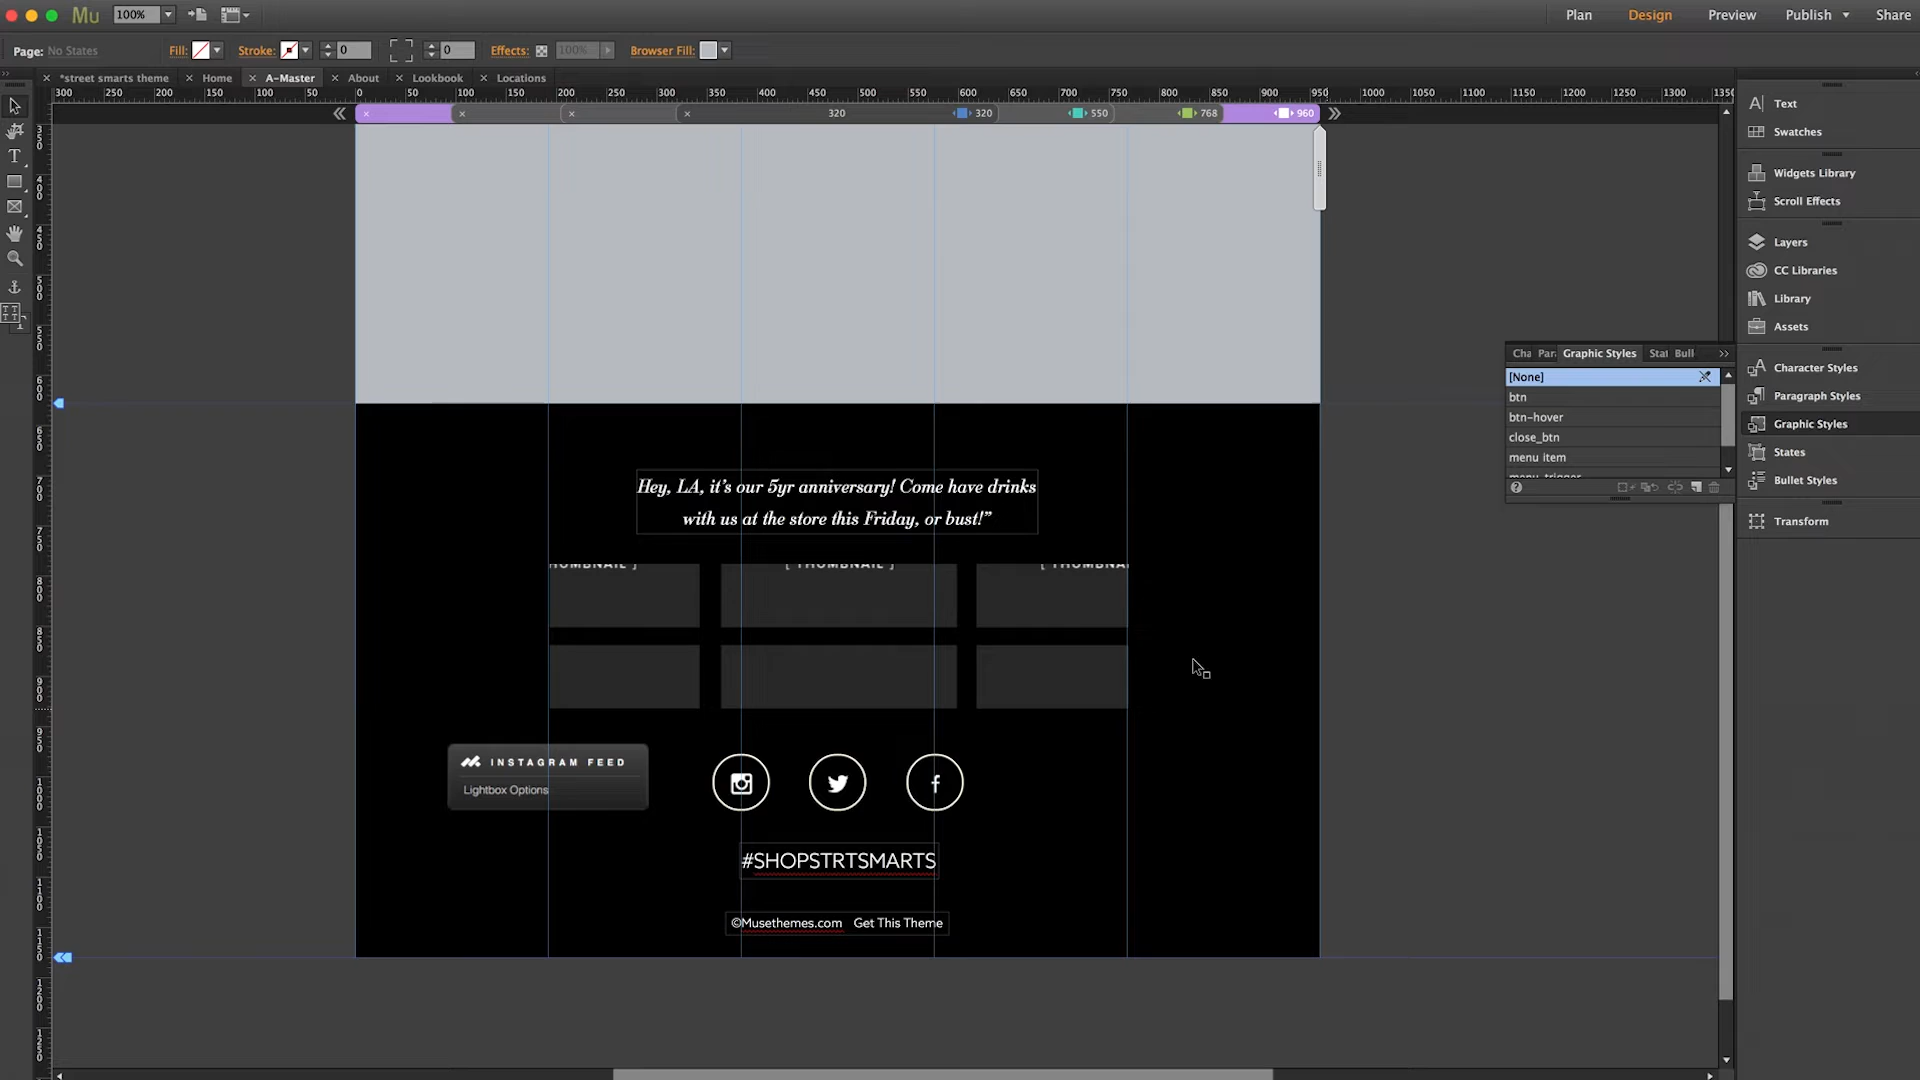 Mu 100% Plan Design Preview Publish Share
Page: No States Fill: Stroke: 0 0 Effects: 100% Browser Fill:
*street smarts theme Home A-Master About Lookbook Locations
300 250 200 150 100 50 0 50 100 150 200 250 300 350 400 450 500 550 600 650 700 750 800 850 900 950 1000 1050 1100 1150 1200 1250 1300 135
320 320 550 768 960
Text
Swatches
Widgets Library
Scroll Effects
Layers
CC Libraries
Library
Assets
Character Styles
Paragraph Styles
Graphic Styles
States
Bullet Styles
Transform
Cha Par Graphic Styles Stat Bull
[None]
btn
btn-hover
close_btn
menu item
menu_trigger
Hey, LA, it's our 5yr anniversary! Come have drinks
with us at the store this Friday, or bust!”
HUMBNAIL ] [ THUMBNAIL ] [ THUMBNAI
INSTAGRAM FEED
Lightbox Options
#SHOPSTRTSMARTS
©Musethemes.com Get This Theme